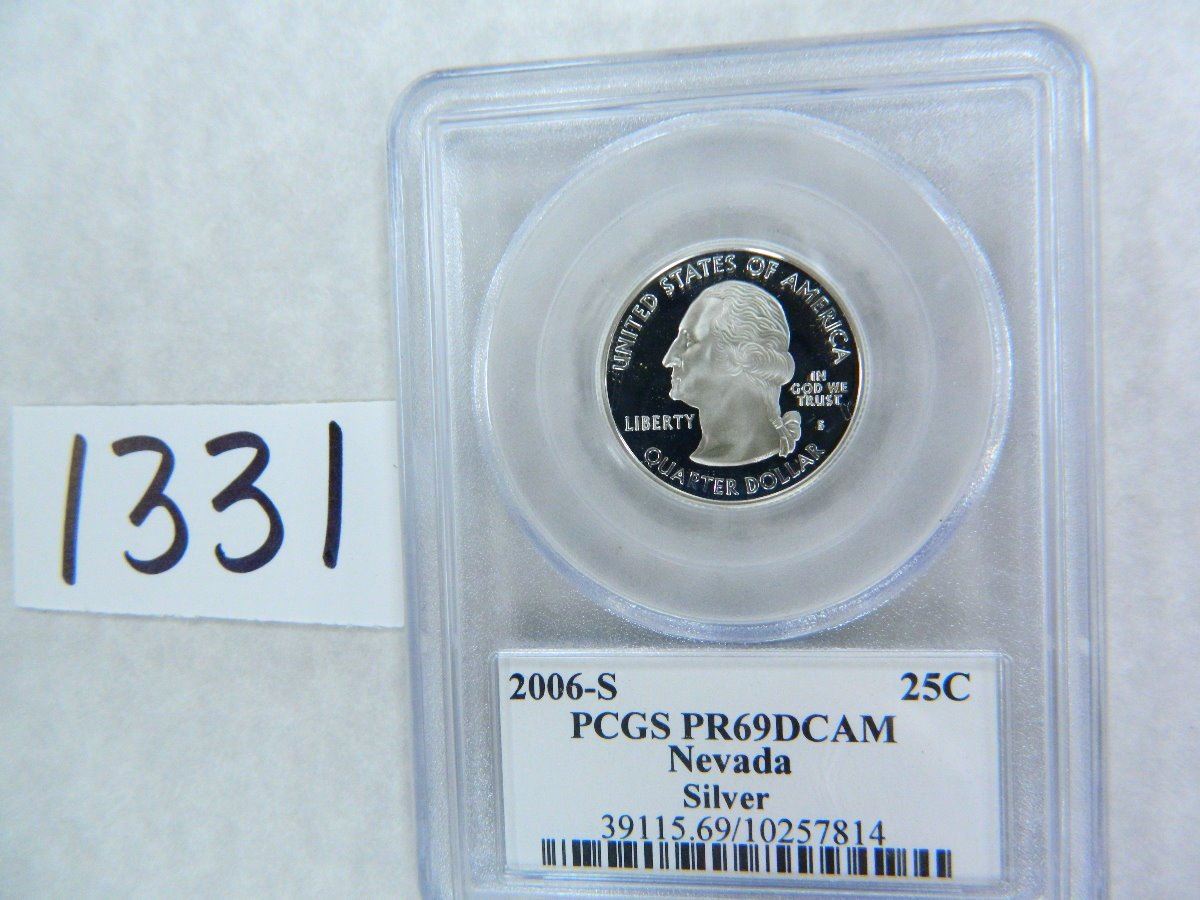 1331
UNITED STATES OF AMERICA
IN
GOD WE
TRUST
LIBERTY
S
QUARTER DOLLAR
2006-S 25C
PCGS PR69DCAM
Nevada
Silver
39115.69/10257814